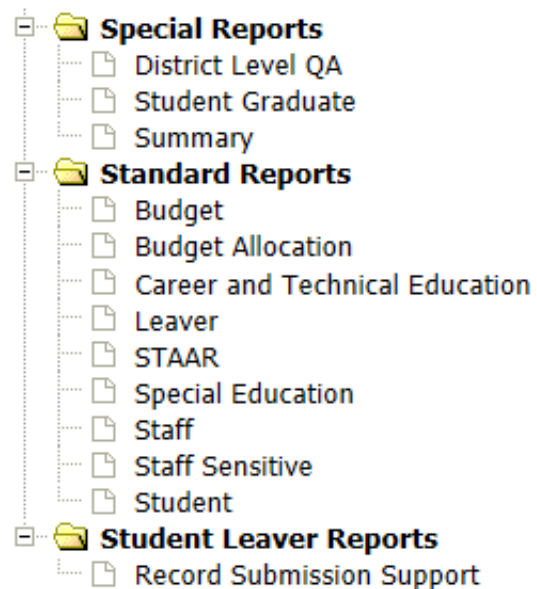 Special Reports
District Level QA
Student Graduate
Summary
Standard Reports
Budget
Budget Allocation
Career and Technical Education
Leaver
STAAR
Special Education
Staff
Staff Sensitive
Student
Student Leaver Reports
Record Submission Support